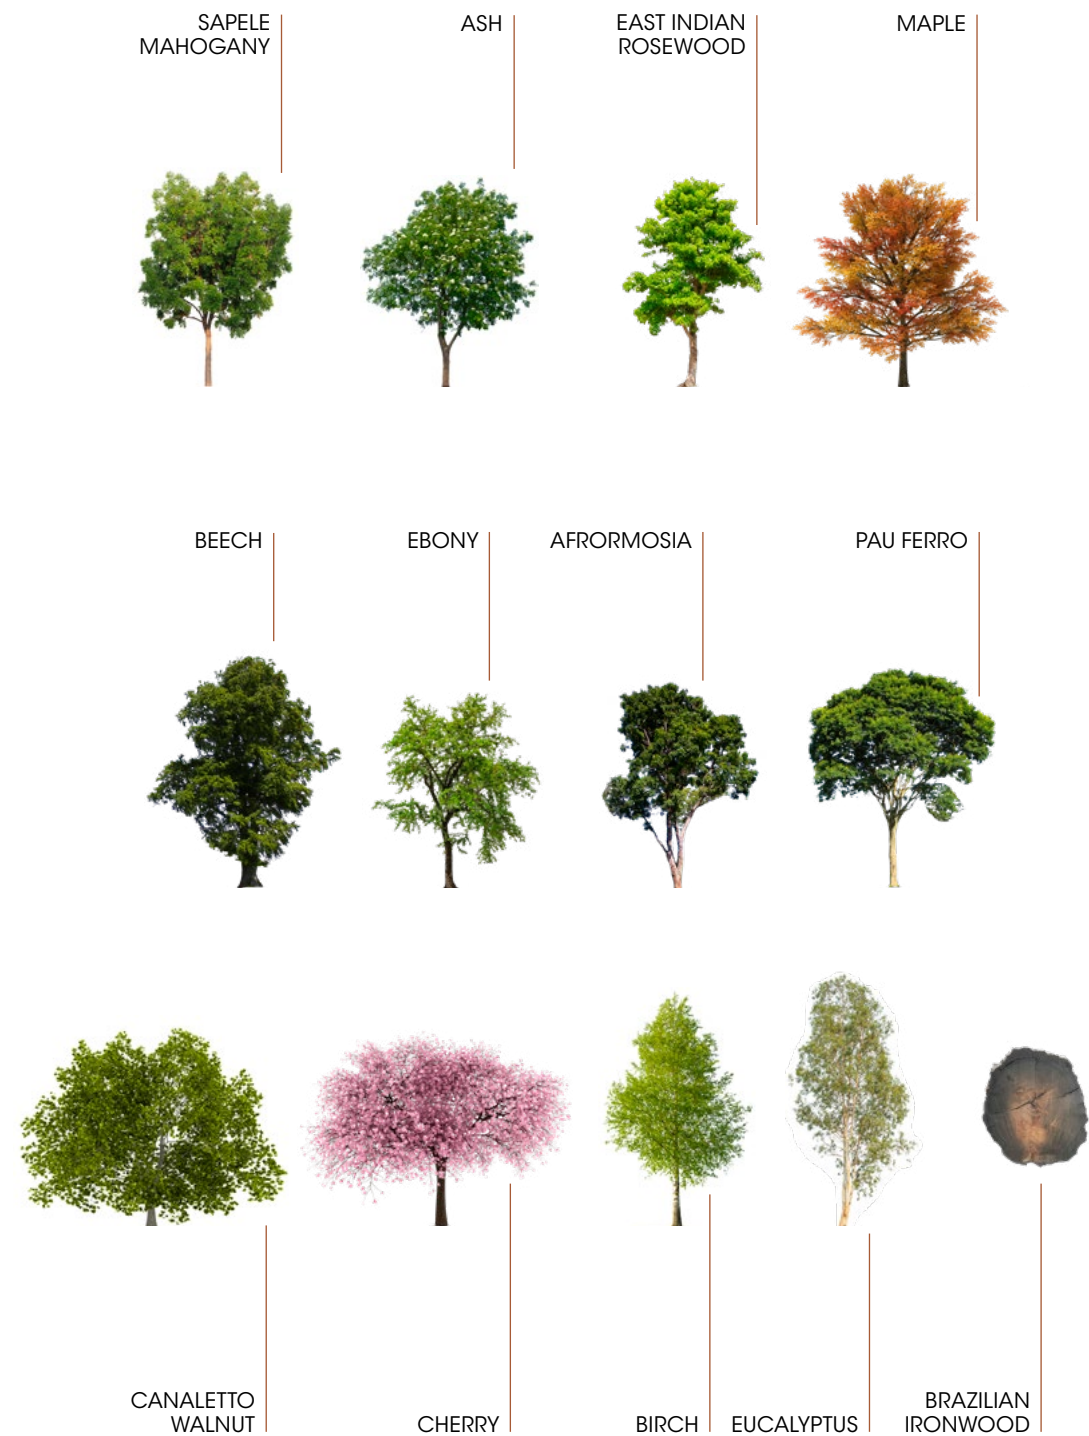 SAPELE
MAHOGANY
ASH
EAST INDIAN
ROSEWOOD
MAPLE
BEECH
EBONY
AFRORMOSIA
PAU FERRO
CANALETTO
WALNUT
CHERRY
BIRCH
EUCALYPTUS
BRAZILIAN
IRONWOOD